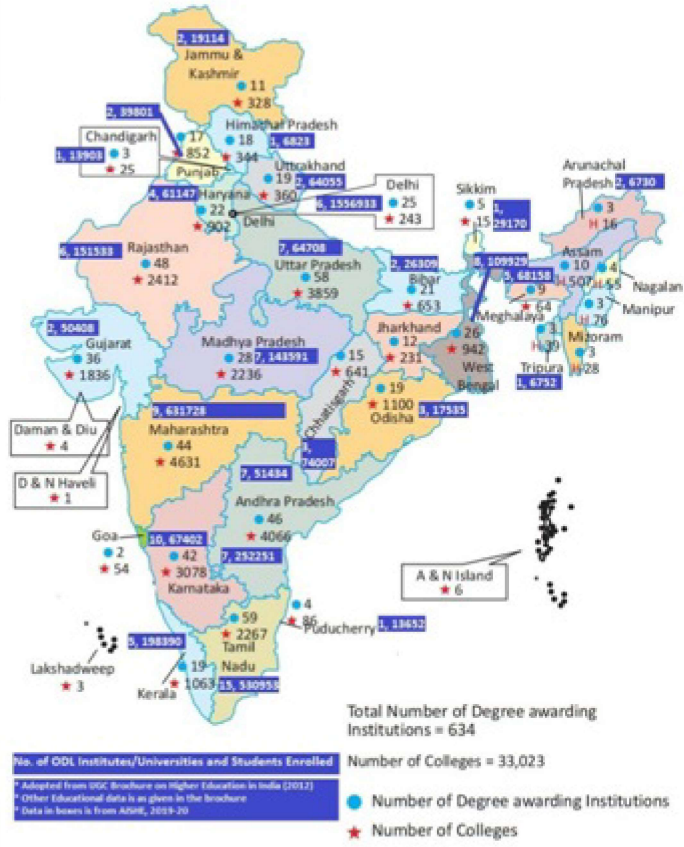 2, 19114
Jammu &
Kashmir
11
328
2, 39801
17
852
Punjab
Chandigarh
3
25
1, 13903
Himachal Pradesh
18
344
1, 6823
Uttrakhand
19
360
2, 64055
4, 61147
Haryana
22
902
6, 1556933
Delhi
25
243
Delhi
Sikkim
5
15
1,
29170
Arunachal
Pradesh
2, 6730
3
H 16
6, 151533
Rajasthan
48
2412
7, 64708
Uttar Pradesh
58
3859
2, 26309
Bihar
21
653
8, 109929
Assam
10
H 507
4
H 55
Nagalan
5, 68158
9
64
Meghalaya
3
H 76
Manipur
2, 50408
Gujarat
36
1836
Madhya Pradesh
28
7, 143591
2236
15
641
Chhatisgarh
3,
74007
Jharkhand
12
231
26
942
West
Bengal
3
H 39
Tripura
1, 6752
Mizoram
3
H 28
19
1100
Odisha
3, 17535
Daman & Diu
4
D & N Haveli
1
9, 631728
Maharashtra
44
4631
7, 51434
Andhra Pradesh
46
4066
7, 252251
Goa
2
54
10, 67402
42
3078
Karnataka
A & N Island
6
4
86
Puducherry
1, 13652
59
2267
Tamil
Nadu
15, 530953
5, 198390
19
1063
Kerala
Lakshadweep
3
Total Number of Degree awarding
Institutions = 634
Number of Colleges = 33,023
Number of Degree awarding Institutions
Number of Colleges
No. of ODL Institutes/Universities and Students Enrolled
* Adopted from UGC Brochure on Higher Education in India (2012)
* Other Educational data is as given in the brochure
* Data in boxes is from AISHE, 2019-20